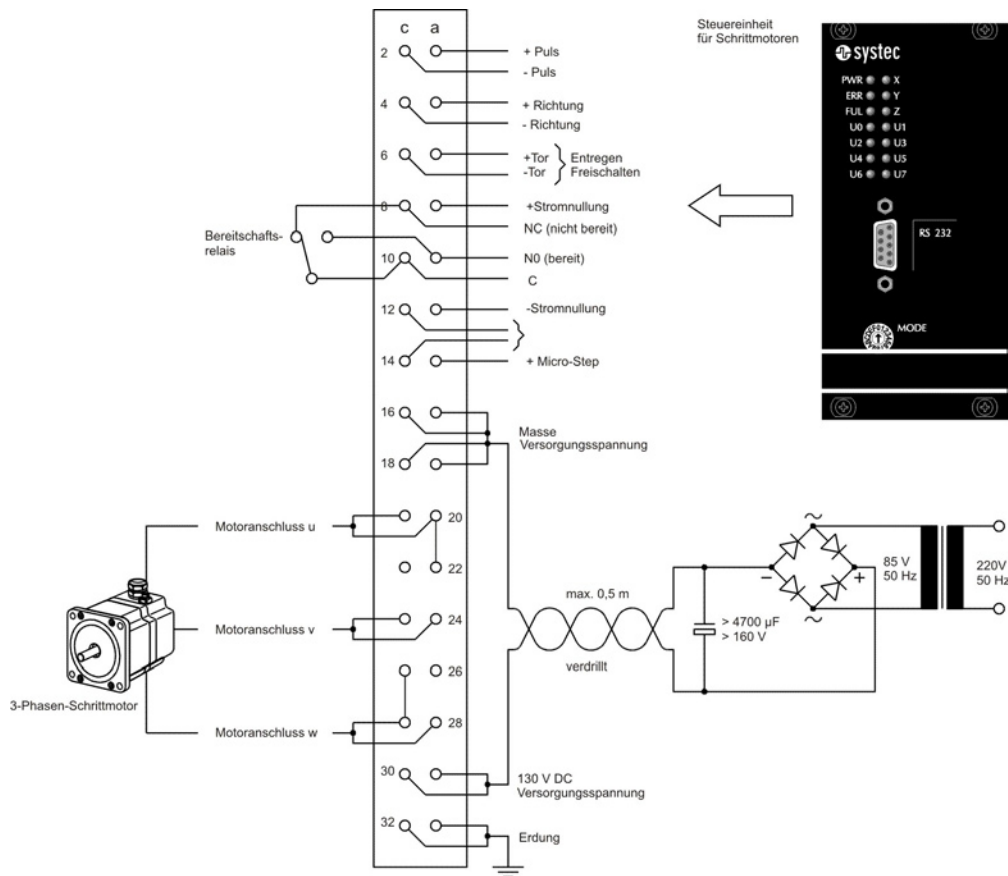 c a
2
+ Puls
- Puls
4
+ Richtung
- Richtung
6
+Tor
-Tor
Entregen
Freischalten
8
+Stromnullung
NC (nicht bereit)
Bereitschafts-
relais
10
N0 (bereit)
C
12
-Stromnullung
14
+ Micro-Step
16
Masse
Versorgungsspannung
18
Motoranschluss u
20
22
Motoranschluss v
24
26
Motoranschluss w
28
30
130 V DC
Versorgungsspannung
32
Erdung
3-Phasen-Schrittmotor
max. 0,5 m
verdrillt
> 4700 µF
> 160 V
~
− +
~
85 V
50 Hz
220V
50 Hz
Steuereinheit
für Schrittmotoren
systec
PWR X
ERR Y
FUL Z
U0 U1
U2 U3
U4 U5
U6 U7
RS 232
MODE